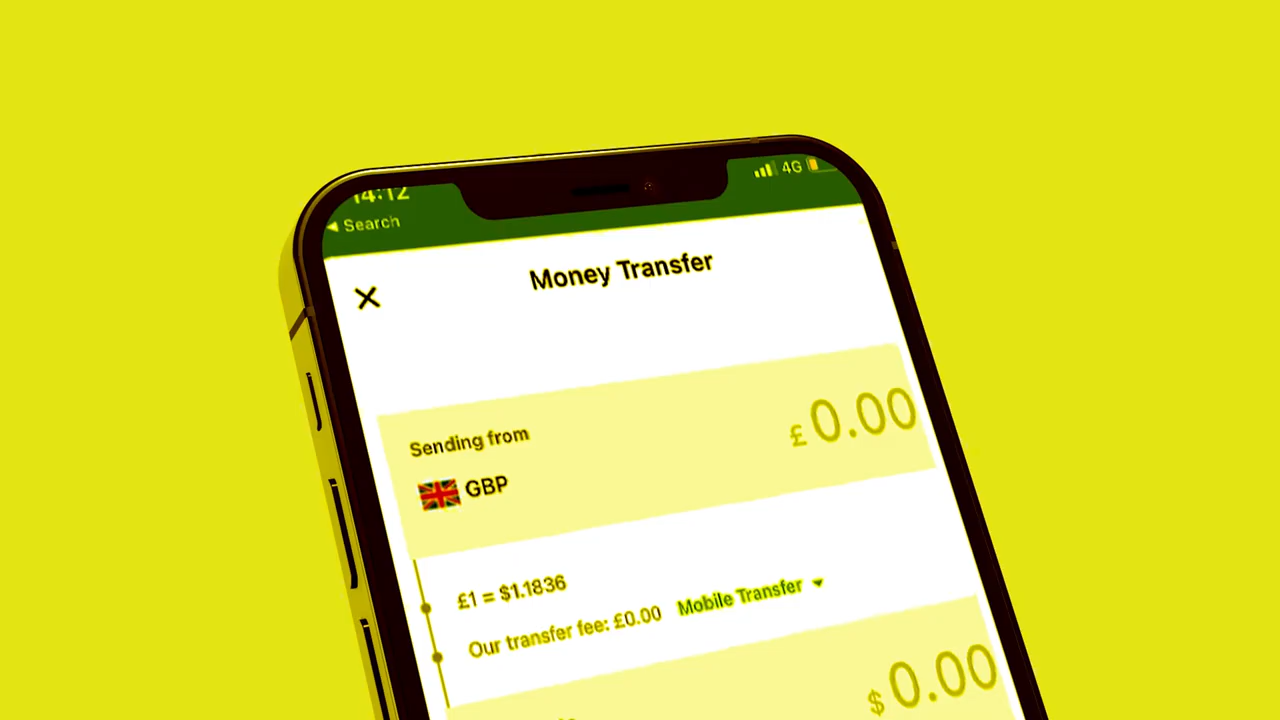 14:12
4G
Search
Money Transfer
Sending from
£ 0.00
GBP
£1 = $1.1836
Our transfer fee: £0.00 Mobile Transfer
$ 0.00